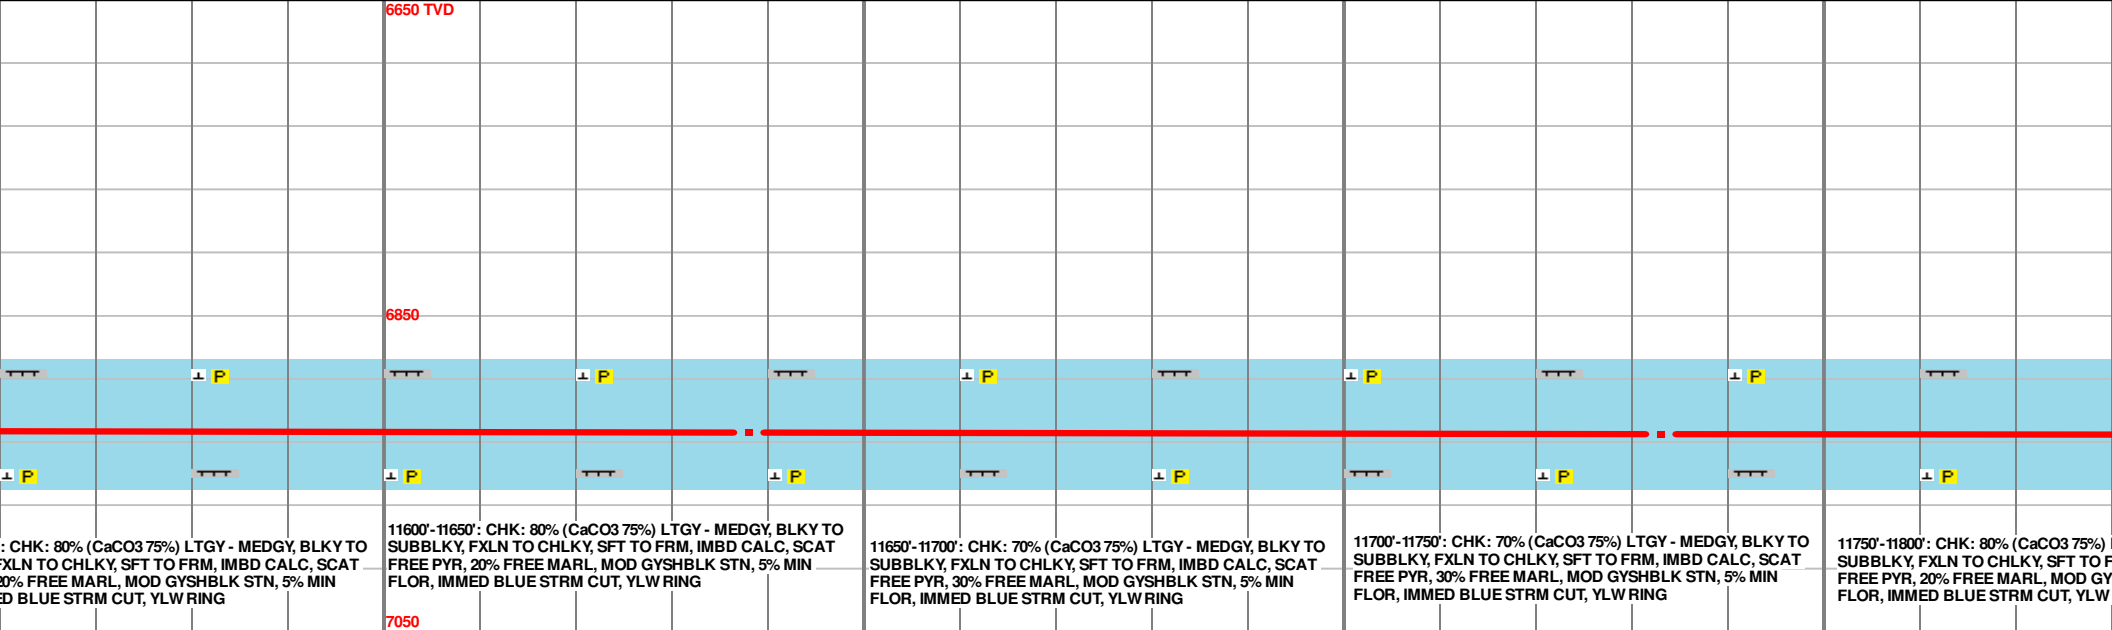 6650 TVD
6850
: CHK: 80% (CaCO3 75%) LTGY - MEDGY, BLKY TO
FXLN TO CHLKY, SFT TO FRM, IMBD CALC, SCAT
20% FREE MARL, MOD GYSHBLK STN, 5% MIN
ED BLUE STRM CUT, YLW RING
11600'-11650': CHK: 80% (CaCO3 75%) LTGY - MEDGY, BLKY TO
SUBBLKY, FXLN TO CHLKY, SFT TO FRM, IMBD CALC, SCAT
FREE PYR, 20% FREE MARL, MOD GYSHBLK STN, 5% MIN
FLOR, IMMED BLUE STRM CUT, YLW RING
11650'-11700': CHK: 70% (CaCO3 75%) LTGY - MEDGY, BLKY TO
SUBBLKY, FXLN TO CHLKY, SFT TO FRM, IMBD CALC, SCAT
FREE PYR, 30% FREE MARL, MOD GYSHBLK STN, 5% MIN
FLOR, IMMED BLUE STRM CUT, YLW RING
11700'-11750': CHK: 70% (CaCO3 75%) LTGY - MEDGY, BLKY TO
SUBBLKY, FXLN TO CHLKY, SFT TO FRM, IMBD CALC, SCAT
FREE PYR, 30% FREE MARL, MOD GYSHBLK STN, 5% MIN
FLOR, IMMED BLUE STRM CUT, YLW RING
11750'-11800': CHK: 80% (CaCO3 75%)
SUBBLKY, FXLN TO CHLKY, SFT TO F
FREE PYR, 20% FREE MARL, MOD GY
FLOR, IMMED BLUE STRM CUT, YLW
7050
P
P
P
P
P
P
P
P
P
P
P